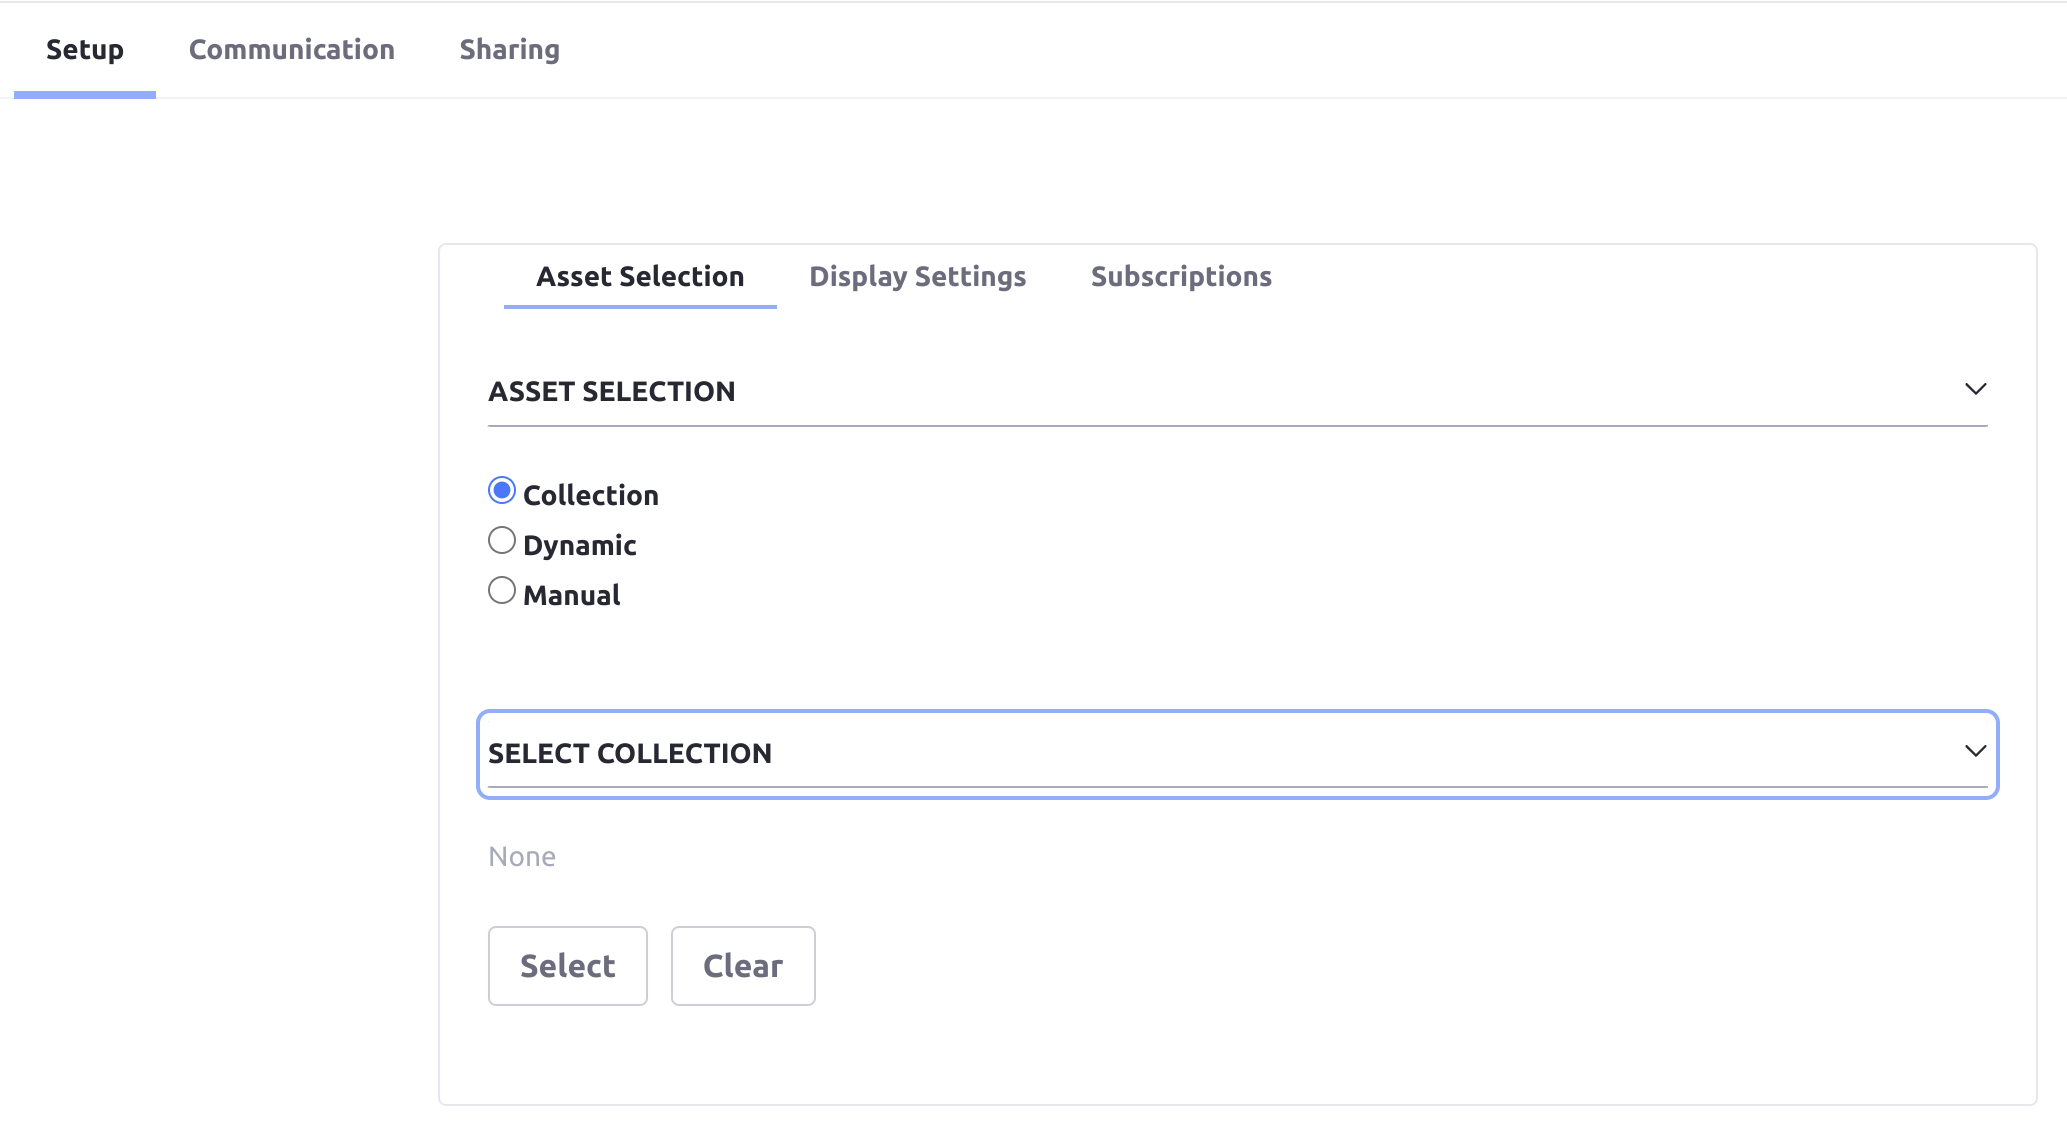 Setup Communication Sharing
Asset Selection Display Settings Subscriptions
ASSET SELECTION
Collection
Dynamic
Manual
SELECT COLLECTION
None
Select Clear